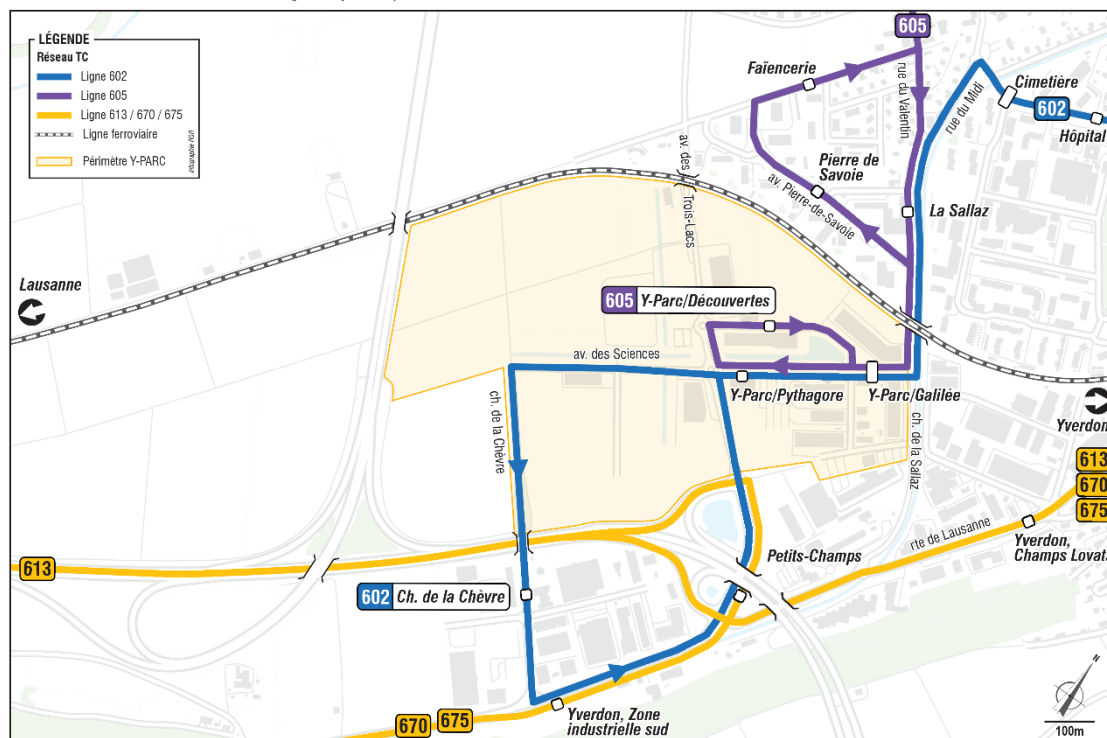 LÉGENDE
Réseau TC
Ligne 602
Ligne 605
Ligne 613 / 670 / 675
Ligne ferroviaire
Périmètre Y-PARC
605
Faïencerie
rue du Valentin
rue du Midi
Cimetière
602
Hôpital
Pierre de
Savoie
av. Pierre-de-Savoie
La Sallaz
av. des
Trois-Lacs
Lausanne
605 Y-Parc/Découvertes
av. des Sciences
Y-Parc/Pythagore
Y-Parc/Galilée
Yverdon
ch. de la Chèvre
ch. de la Sallaz
613
670
675
rte de Lausanne
Yverdon,
Champs Lovat
Petits-Champs
613
602 Ch. de la Chèvre
670
675
Yverdon, Zone
industrielle sud
N
100m